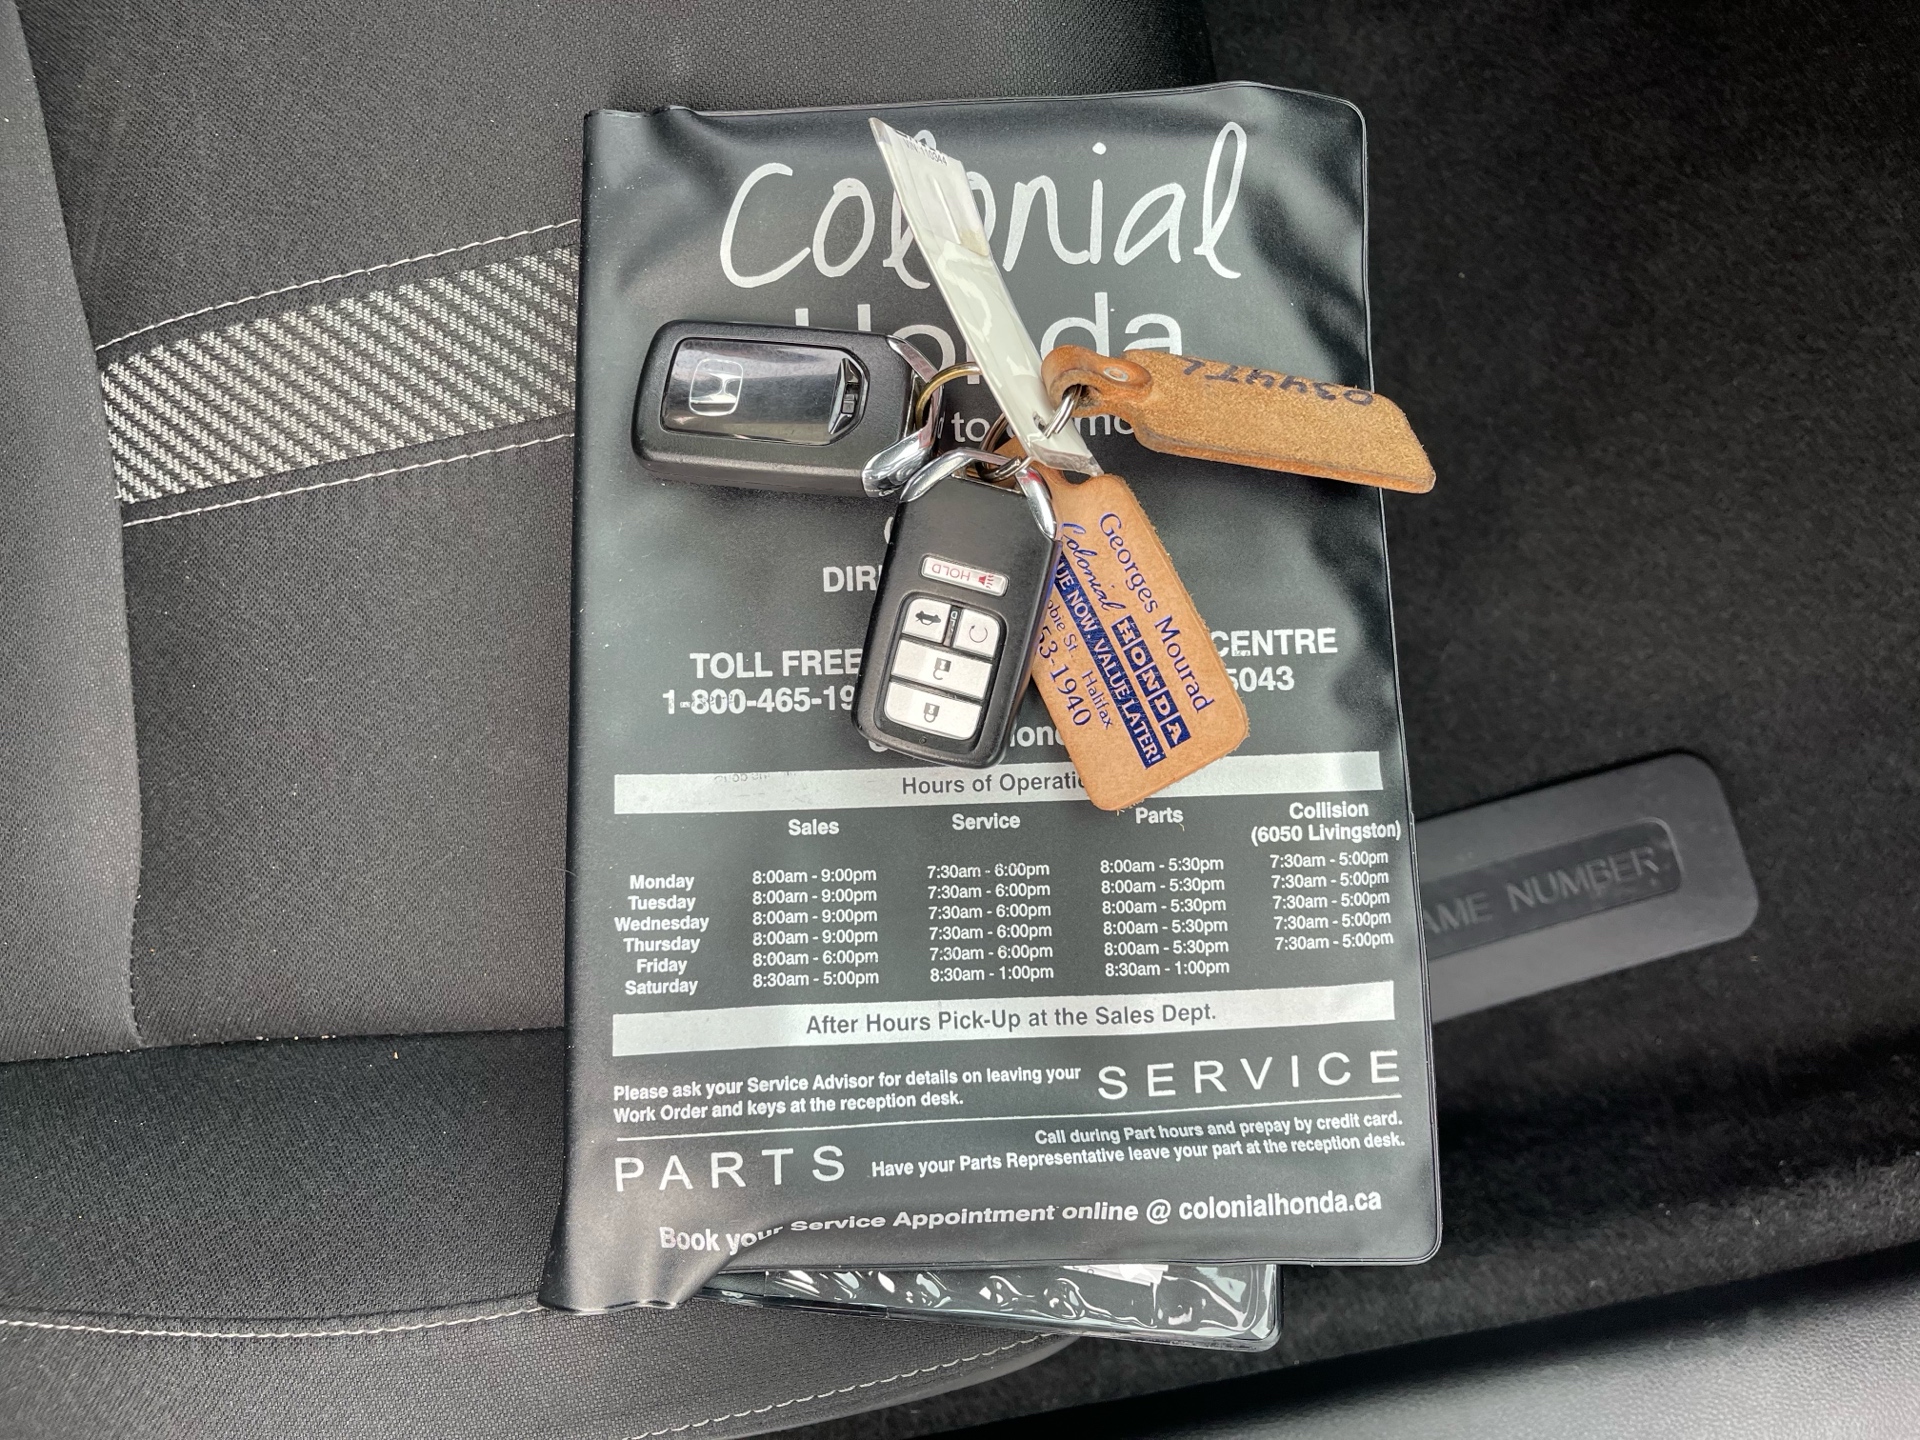 Colonial
Honda
to
DIR
TOLL FREE
CENTRE
1-800-465-19
5043
HOLD
Georges Mourad
Colonial HONDA
NOW, VALUE LATER!
St. Halifax
53-1940
Hours of Operatio
Sales Service Parts Collision
(6050 Livingston)
Monday 8:00am - 9:00pm 7:30am - 6:00pm 8:00am - 5:30pm 7:30am - 5:00pm
Tuesday 8:00am - 9:00pm 7:30am - 6:00pm 8:00am - 5:30pm 7:30am - 5:00pm
Wednesday 8:00am - 9:00pm 7:30am - 6:00pm 8:00am - 5:30pm 7:30am - 5:00pm
Thursday 8:00am - 9:00pm 7:30am - 6:00pm 8:00am - 5:30pm 7:30am - 5:00pm
Friday 8:00am - 6:00pm 7:30am - 6:00pm 8:00am - 5:30pm 7:30am - 5:00pm
Saturday 8:30am - 5:00pm 8:30am - 1:00pm 8:30am - 1:00pm
After Hours Pick-Up at the Sales Dept.
Please ask your Service Advisor for details on leaving your
Work Order and keys at the reception desk.
SERVICE
PARTS
Call during Part hours and prepay by credit card.
Have your Parts Representative leave your part at the reception desk.
Book your Service Appointment online @ colonialhonda.ca
AME NUMBER